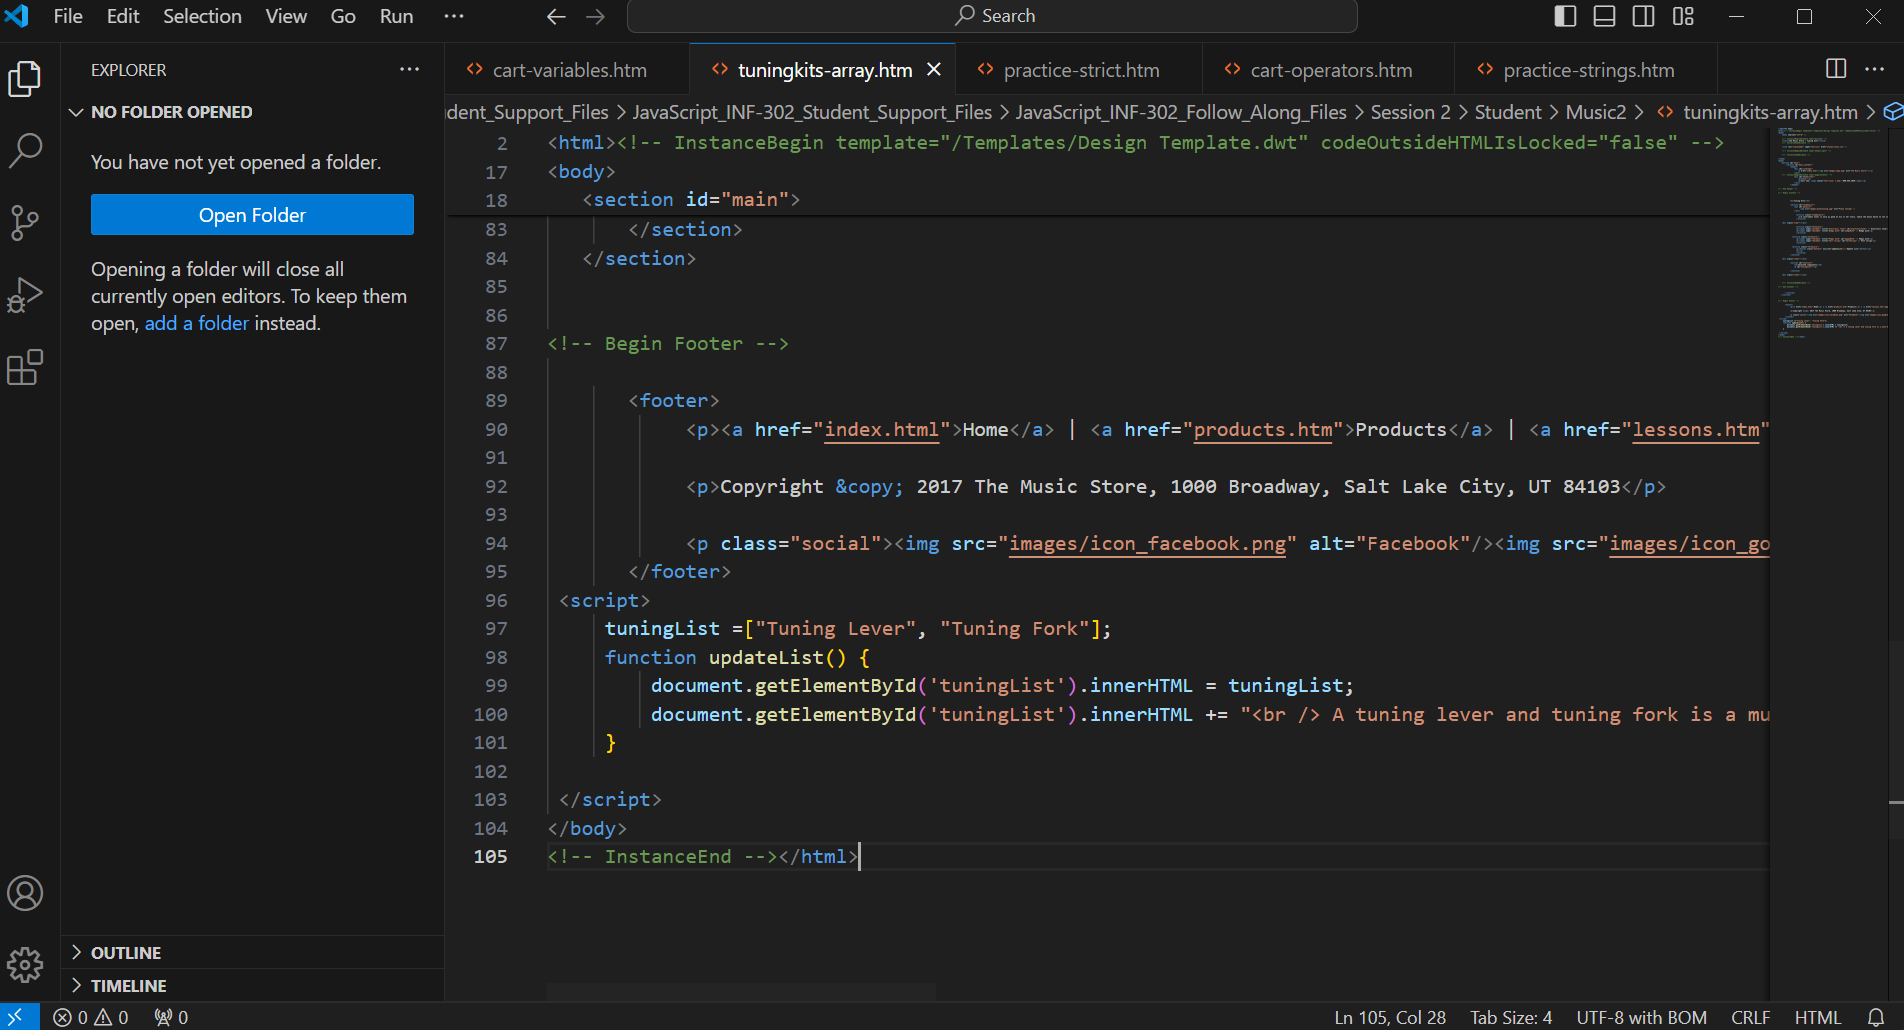 File Edit Selection View Go Run ··· Search
EXPLORER ···
NO FOLDER OPENED
You have not yet opened a folder.
Open Folder
Opening a folder will close all
currently open editors. To keep them
open, add a folder instead.
OUTLINE
TIMELINE
cart-variables.htm tuningkits-array.htm practice-strict.htm cart-operators.htm practice-strings.htm ···
dent_Support_Files > JavaScript_INF-302_Student_Support_Files > JavaScript_INF-302_Follow_Along_Files > Session 2 > Student > Music2 > tuningkits-array.htm >
2 <html><!-- InstanceBegin template="/Templates/Design Template.dwt" codeOutsideHTMLIsLocked="false" -->
17 <body>
18 <section id="main">
83 </section>
84 </section>
85
86
87 <!-- Begin Footer -->
88
89 <footer>
90 <p><a href="index.html">Home</a> | <a href="products.htm">Products</a> | <a href="lessons.htm"
91
92 <p>Copyright &copy; 2017 The Music Store, 1000 Broadway, Salt Lake City, UT 84103</p>
93
94 <p class="social"><img src="images/icon_facebook.png" alt="Facebook"/><img src="images/icon_go
95 </footer>
96 <script>
97 tuningList =["Tuning Lever", "Tuning Fork"];
98 function updateList() {
99 document.getElementById('tuningList').innerHTML = tuningList;
100 document.getElementById('tuningList').innerHTML += "<br /> A tuning lever and tuning fork is a mu
101 }
102
103 </script>
104 </body>
105 <!-- InstanceEnd --></html>
0 0 0 Ln 105, Col 28 Tab Size: 4 UTF-8 with BOM CRLF HTML